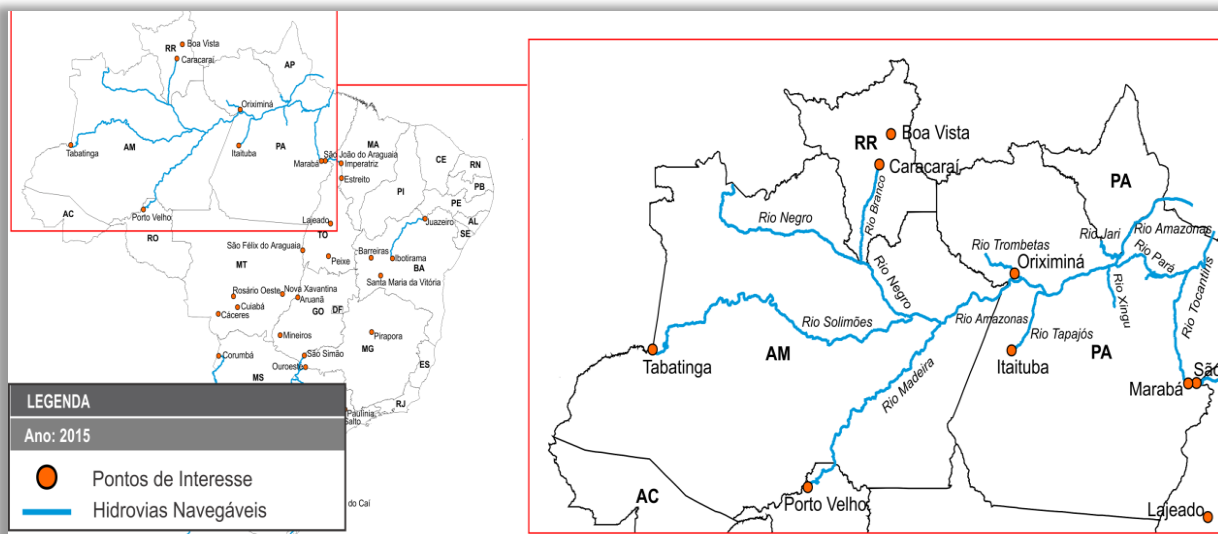 RR
Boa Vista
Caracaraí
AP
Oriximiná
Tabatinga
AM
Itaituba
PA
São João do Araguaia
Marabá
Imperatriz
Estreito
MA
CE
RN
PB
PI
PE
AL
SE
AC
Porto Velho
RO
Lajeado
TO
Juazeiro
São Félix do Araguaia
Peixe
Barreiras
Ibotirama
BA
Santa Maria da Vitória
MT
Rosário Oeste
Nova Xavantina
Cuiabá
Aruanã
Cáceres
GO
DF
Mineiros
Pirapora
MG
Corumbá
São Simão
Ouroeste
ES
MS
RJ
Paulínia,
Salto
do Caí
LEGENDA
Ano: 2015
Pontos de Interesse
Hidrovias Navegáveis
RR
Boa Vista
Caracaraí
PA
Rio Branco
Rio Negro
Rio Jari
Rio Amazonas
Rio Trombetas
Oriximiná
Rio Pará
Rio Negro
Rio Xingu
Rio Tocantins
Rio Solimões
Rio Amazonas
Rio Tapajós
AM
PA
Tabatinga
Itaituba
Rio Madeira
Marabá
São
AC
Porto Velho
Lajeado